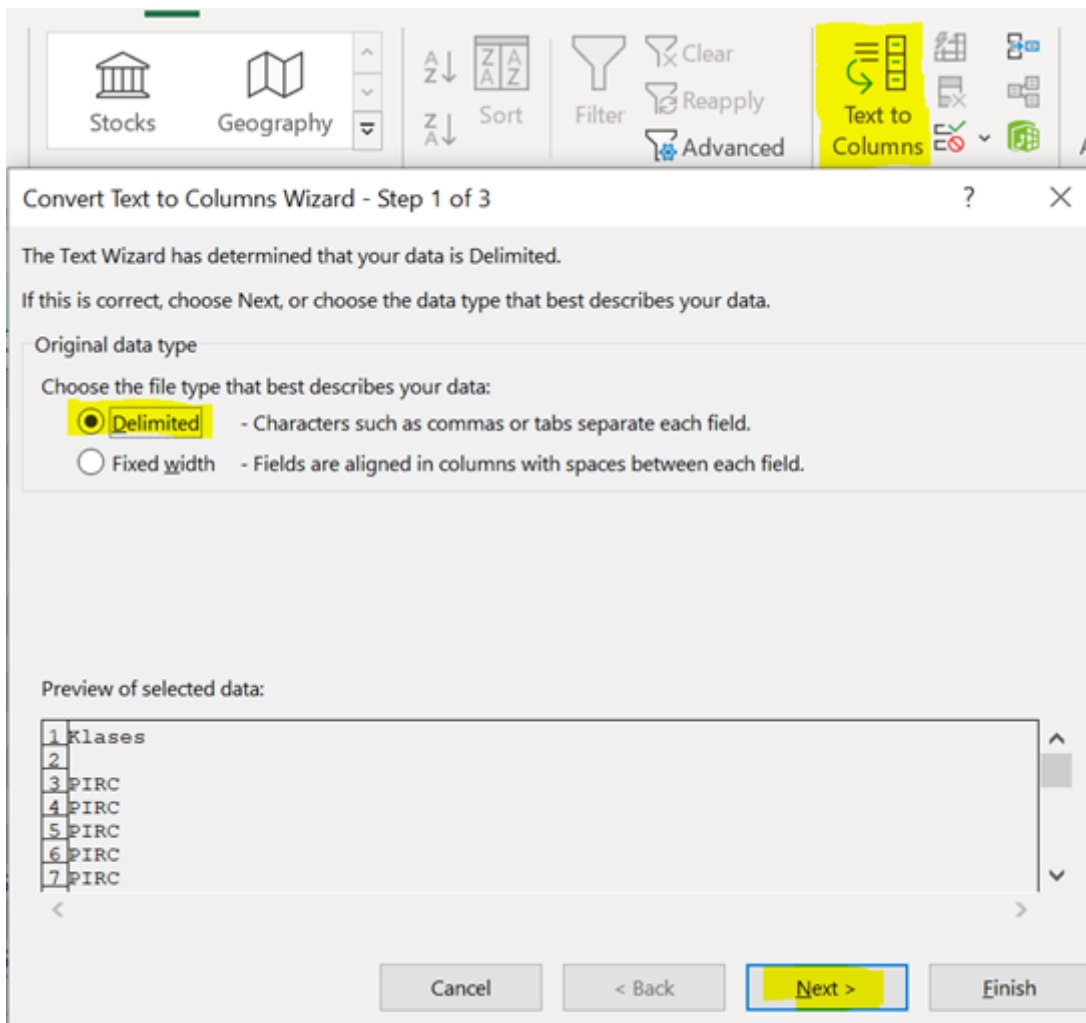 Stocks
Geography
A
Z
Z
A
Z A
A Z
Sort
Filter
Clear
Reapply
Advanced
Text to
Columns
Convert Text to Columns Wizard - Step 1 of 3
?
The Text Wizard has determined that your data is Delimited.
If this is correct, choose Next, or choose the data type that best describes your data.
Original data type
Choose the file type that best describes your data:
Delimited - Characters such as commas or tabs separate each field.
Fixed width - Fields are aligned in columns with spaces between each field.
Preview of selected data:
1 Klases
2
3 PIRC
4 PIRC
5 PIRC
6 PIRC
7 PIRC
Cancel < Back Next > Finish